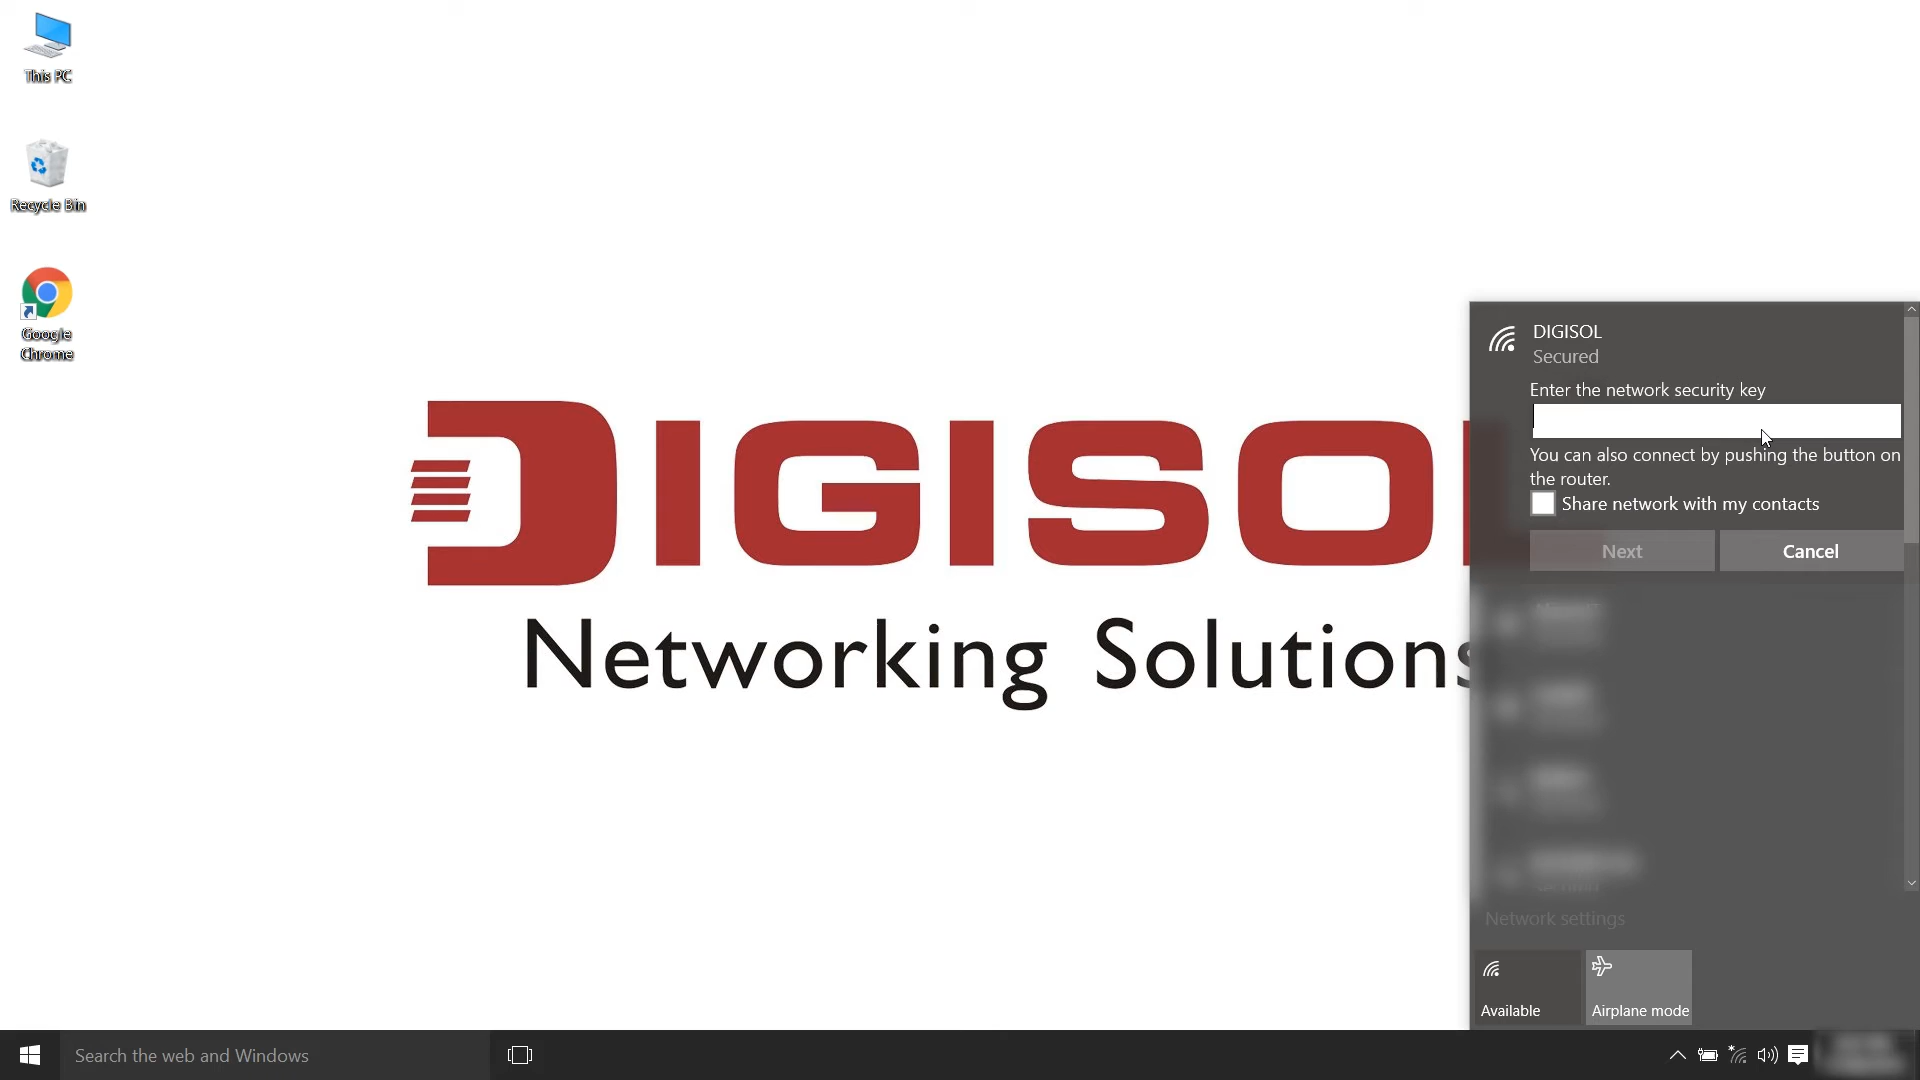 This PC
Recycle Bin
Google
Chrome
DIGISOL
Networking Solutions
DIGISOL
Secured
Enter the network security key
You can also connect by pushing the button on
the router.
Share network with my contacts
Next
Cancel
Network settings
Available
Airplane mode
Search the web and Windows